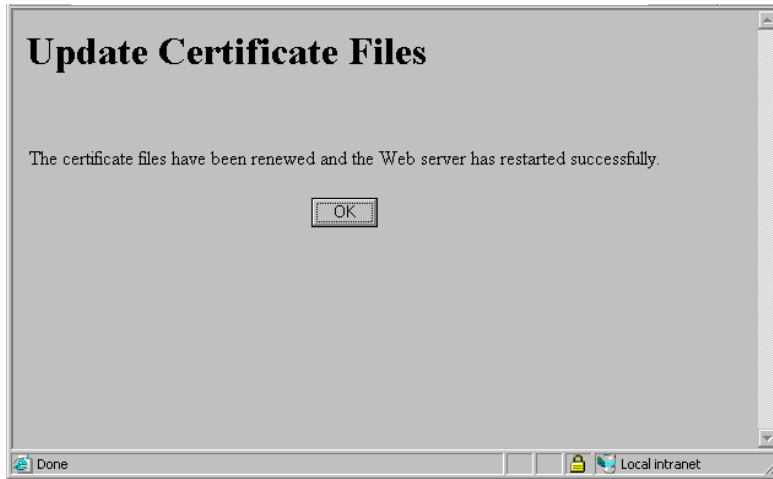 Update Certificate Files
The certificate files have been renewed and the Web server has restarted successfully.
OK
Done
Local intranet